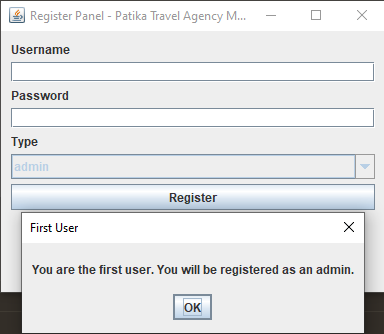 Register Panel - Patika Travel Agency M...
Username
Password
Type
admin
Register
First User
You are the first user. You will be registered as an admin.
OK